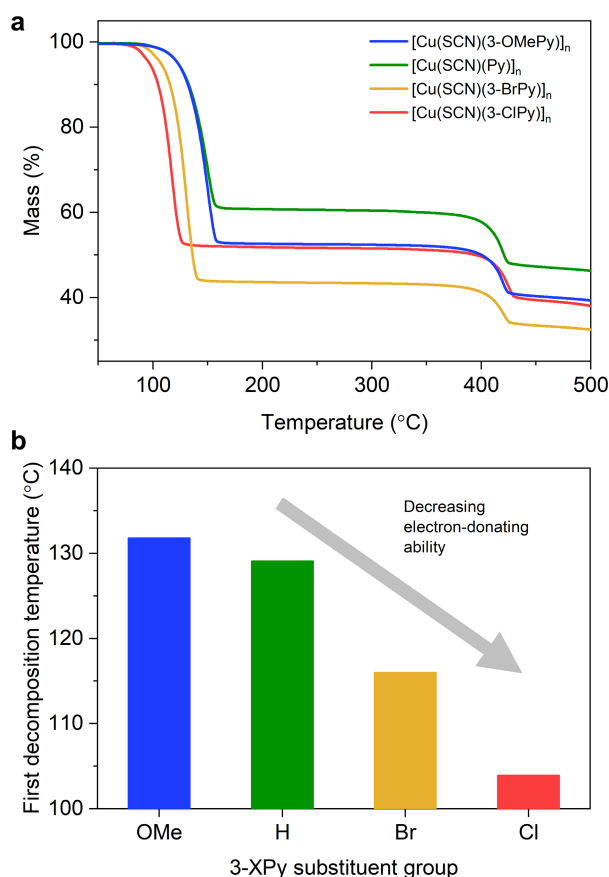 a
100
80
60
40
Mass (%)
[Cu(SCN)(3-OMePy)]n
[Cu(SCN)(Py)]n
[Cu(SCN)(3-BrPy)]n
[Cu(SCN)(3-ClPy)]n
100 200 300 400 500
Temperature (°C)
b
140
130
120
110
100
First decomposition temperature (°C)
Decreasing
electron-donating
ability
OMe H Br Cl
3-XPy substituent group